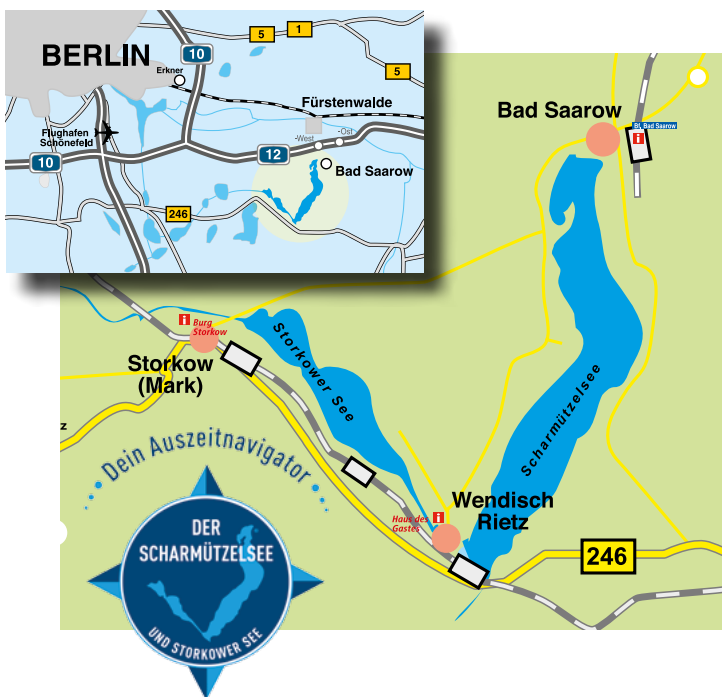 BERLIN
10
5
1
5
Erkner
Fürstenwalde
Flughafen
Schönefeld
-West
-Ost
10
12
Bad Saarow
246
Bad Saarow
Bf. Bad Saarow
i
i
Burg
Storkow
Storkow
(Mark)
Storkower See
Scharmützelsee
z
Dein Auszeitnavigator
Haus des
Gastes
i
Wendisch
Rietz
246
DER
SCHARMÜTZELSEE
UND STORKOWER SEE